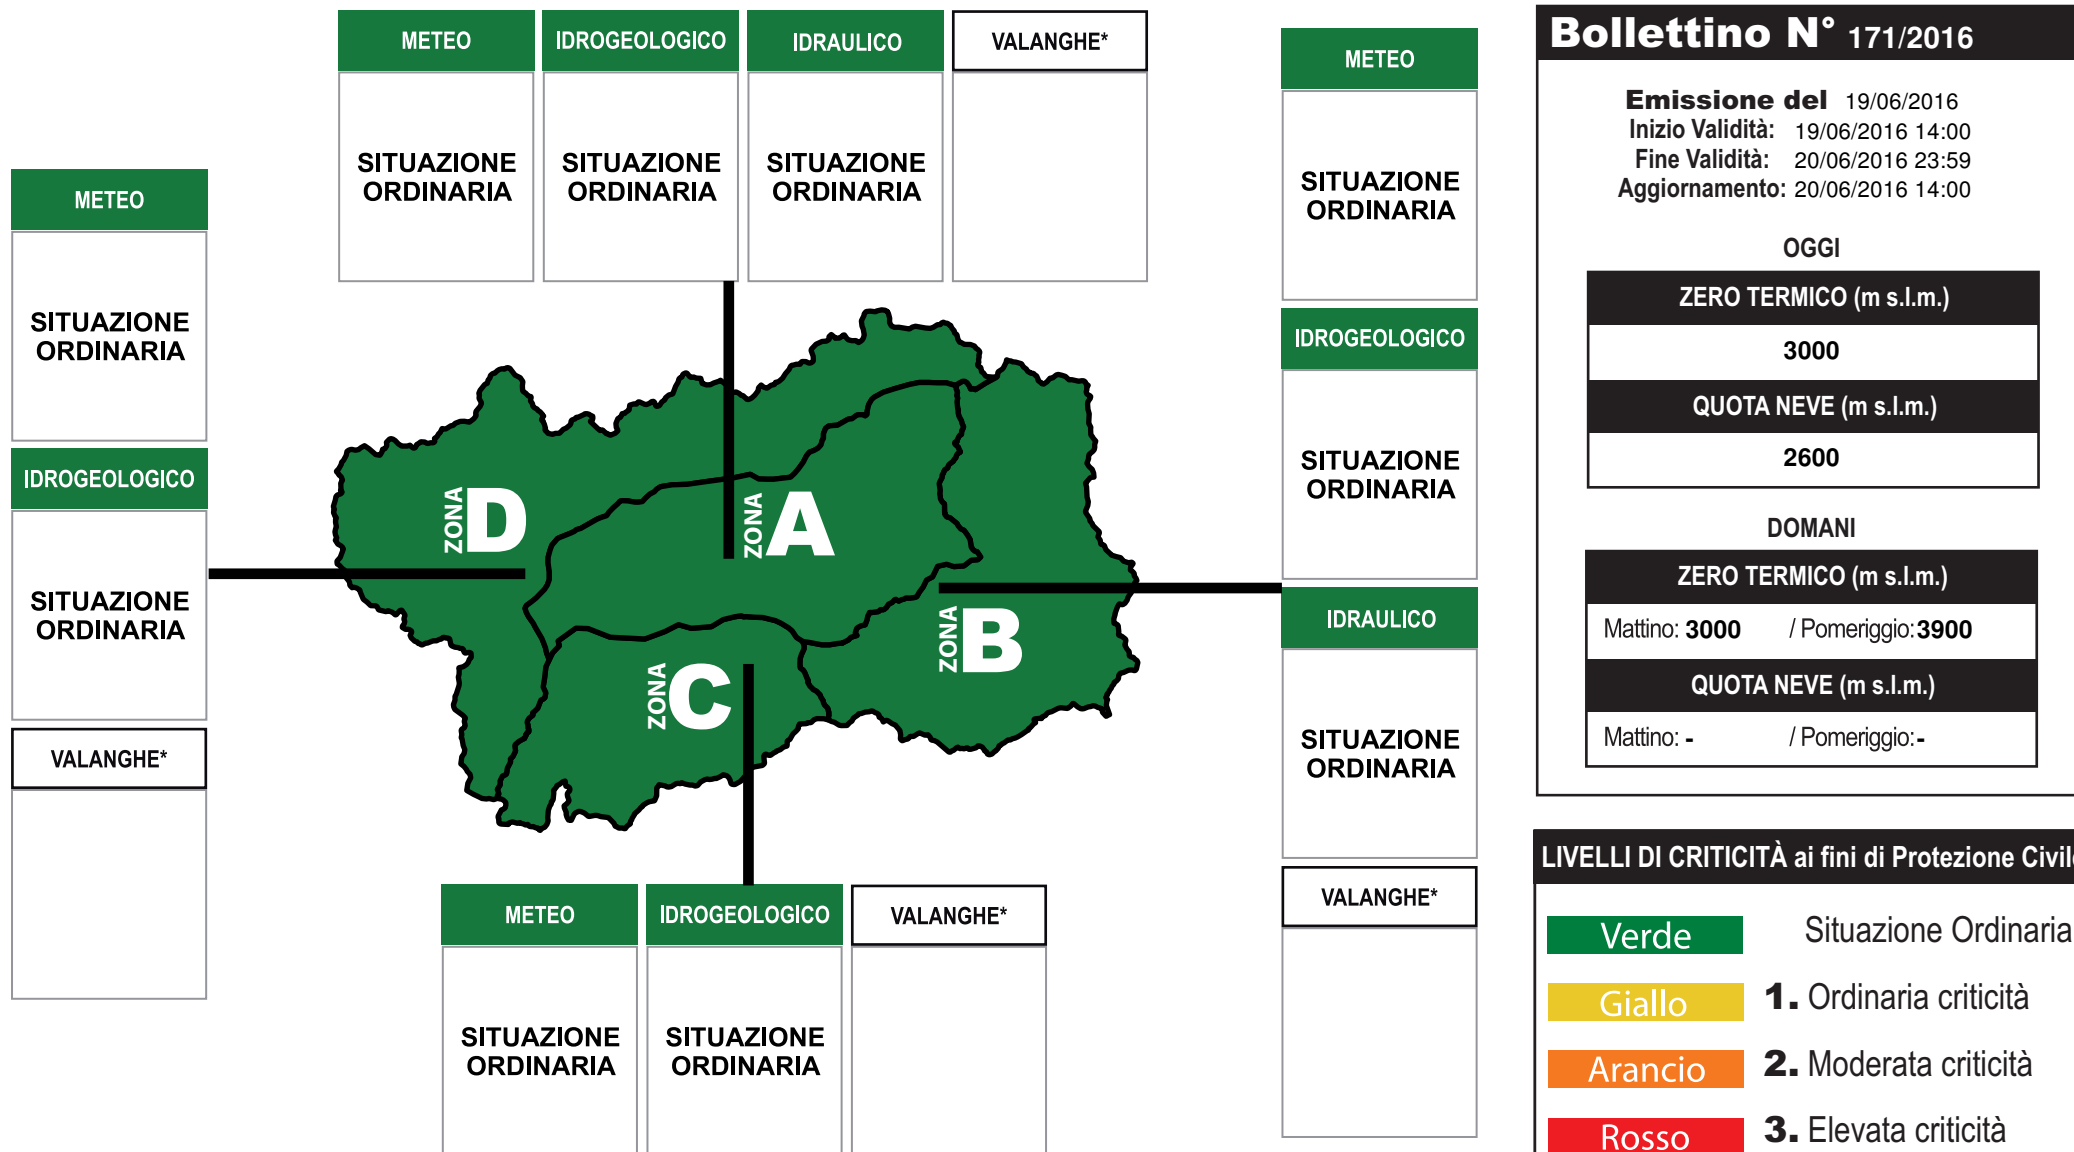 METEO
IDROGEOLOGICO
IDRAULICO
VALANGHE*
SITUAZIONE
ORDINARIA
SITUAZIONE
ORDINARIA
SITUAZIONE
ORDINARIA
METEO
SITUAZIONE
ORDINARIA
IDROGEOLOGICO
SITUAZIONE
ORDINARIA
VALANGHE*
ZONA D
ZONA A
ZONA B
ZONA C
METEO
SITUAZIONE
ORDINARIA
IDROGEOLOGICO
SITUAZIONE
ORDINARIA
IDRAULICO
SITUAZIONE
ORDINARIA
VALANGHE*
METEO
IDROGEOLOGICO
VALANGHE*
SITUAZIONE
ORDINARIA
SITUAZIONE
ORDINARIA
Bollettino N° 171/2016
Emissione del 19/06/2016
Inizio Validità: 19/06/2016 14:00
Fine Validità: 20/06/2016 23:59
Aggiornamento: 20/06/2016 14:00
OGGI
ZERO TERMICO (m s.l.m.)
3000
QUOTA NEVE (m s.l.m.)
2600
DOMANI
ZERO TERMICO (m s.l.m.)
Mattino: 3000 / Pomeriggio: 3900
QUOTA NEVE (m s.l.m.)
Mattino: - / Pomeriggio: -
LIVELLI DI CRITICITÀ ai fini di Protezione Civile
Verde Situazione Ordinaria
Giallo 1. Ordinaria criticità
Arancio 2. Moderata criticità
Rosso 3. Elevata criticità